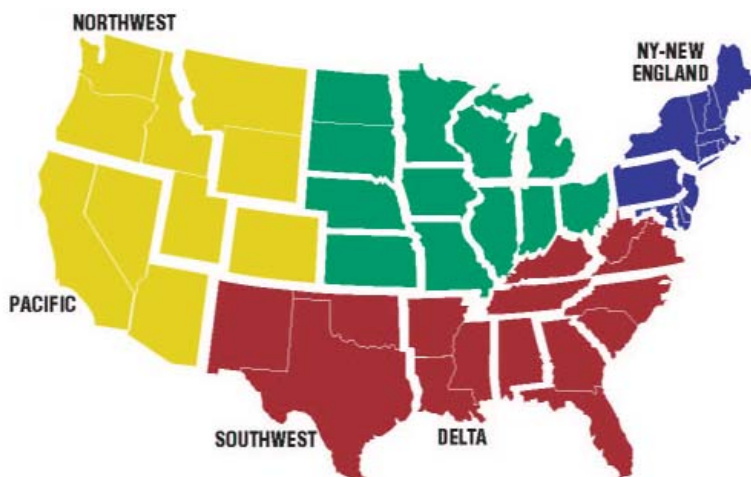 NORTHWEST
NY-NEW
ENGLAND
PACIFIC
SOUTHWEST
DELTA